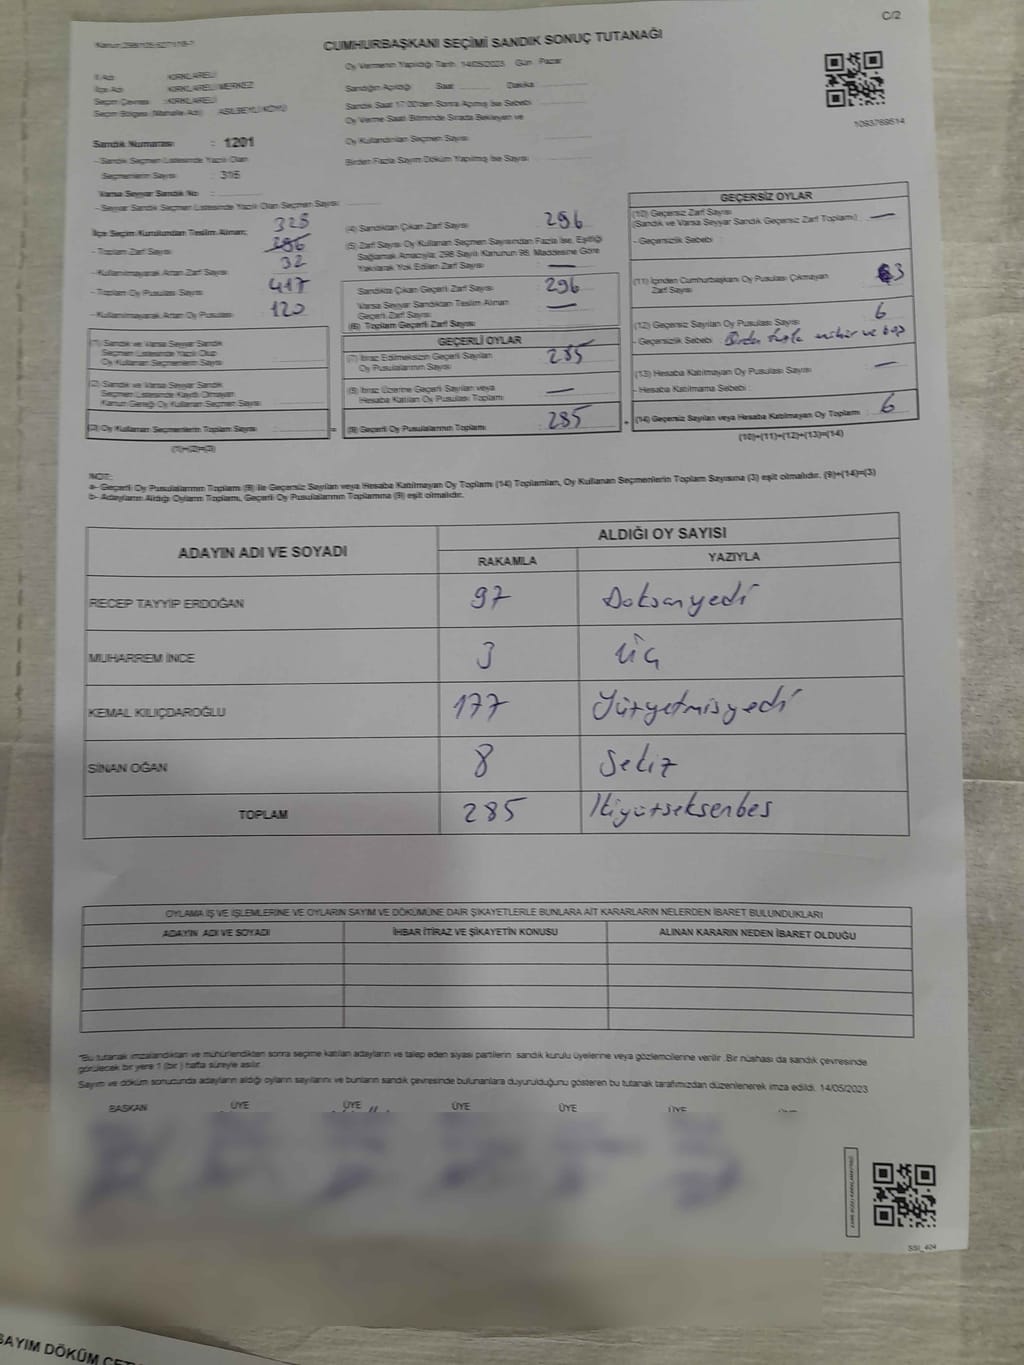 C/2
CUMHURBAŞKANI SEÇİMİ SANDIK SONUÇ TUTANAĞI
Oy Vermenin Yapıldığı Tarih: 14/05/2023 Gün: Pazar
İl Adı : KIRKLARELİ
İlçe Adı : KIRKLARELİ MERKEZ
Seçim Çevresi : KIRKLARELİ
Seçim Bölgesi (Mahalle Adı) : ASILBEYLİ KÖYÜ
Sandığın Açıldığı Saat Dakika
Sandık Saat 17.00'den Sonra Açılmış İse Sebebi
Oy Verme Saati Bitiminde Sırada Bekleyen ve
Oy Kullandırılan Seçmen Sayısı
Birden Fazla Sayım Döküm Yapılmış İse Sayısı
1093769514
Sandık Numarası : 1201
- Sandık Seçmen Listesinde Yazılı Olan
Seçmenlerin Sayısı : 316
Varsa Seyyar Sandık No :
- Seyyar Sandık Seçmen Listesinde Yazılı Olan Seçmen Sayısı
İlçe Seçim Kurulundan Teslim Alınan; 328
- Toplam Zarf Sayısı 296
- Kullanılmayarak Artan Zarf Sayısı 32
- Toplam Oy Pusulası Sayısı 417
- Kullanılmayarak Artan Oy Pusulası 120
(1) Sandık ve Varsa Seyyar Sandık
Seçmen Listesinde Yazılı Olup
Oy Kullanan Seçmenlerin Sayısı
(2) Sandık ve Varsa Seyyar Sandık
Seçmen Listesinde Kaydı Olmayan
Kanun Gereği Oy Kullanan Seçmen Sayısı
(3) Oy Kullanan Seçmenlerin Toplam Sayısı
(1)+(2)=(3)
(4) Sandıktan Çıkan Zarf Sayısı 296
(5) Zarf Sayısı Oy Kullanan Seçmen Sayısından Fazla İse, Eşitliği
Sağlamak Amacıyla; 298 Sayılı Kanunun 98. Maddesine Göre
Yakılarak Yok Edilen Zarf Sayısı —
Sandıkta Çıkan Geçerli Zarf Sayısı 296
Varsa Seyyar Sandıktan Teslim Alınan
Geçerli Zarf Sayısı —
(6) Toplam Geçerli Zarf Sayısı
GEÇERLİ OYLAR
(7) İtiraz Edilmeksizin Geçerli Sayılan
Oy Pusulalarının Sayısı 285
(8) İtiraz Üzerine Geçerli Sayılan veya
Hesaba Katılan Oy Pusulası Toplamı —
= (9) Geçerli Oy Pusulalarının Toplamı 285
GEÇERSİZ OYLAR
(10) Geçersiz Zarf Sayısı
(Sandık ve Varsa Seyyar Sandık Geçersiz Zarf Toplamı) —
- Geçersizlik Sebebi :
(11) İçinden Cumhurbaşkanı Oy Pusulası Çıkmayan
Zarf Sayısı 3
(12) Geçersiz Sayılan Oy Pusulası Sayısı 6
- Geçersizlik Sebebi : Birden fazla mühür ve boş
(13) Hesaba Katılmayan Oy Pusulası Sayısı —
- Hesaba Katılmama Sebebi :
+ (14) Geçersiz Sayılan veya Hesaba Katılmayan Oy Toplamı 6
(10)+(11)+(12)+(13)=(14)
NOT:
a- Geçerli Oy Pusulalarının Toplamı (9) ile Geçersiz Sayılan veya Hesaba Katılmayan Oy Toplamı (14) Toplamları, Oy Kullanan Seçmenlerin Toplam Sayısına (3) eşit olmalıdır. (9)+(14)=(3)
b- Adayların Aldığı Oyların Toplamı, Geçerli Oy Pusulalarının Toplamına (9) eşit olmalıdır.
ADAYIN ADI VE SOYADI ALDIĞI OY SAYISI
RAKAMLA YAZIYLA
RECEP TAYYİP ERDOĞAN 97 Doksanyedi
MUHARREM İNCE 3 üç
KEMAL KILIÇDAROĞLU 177 Yüzyetmişyedi
SİNAN OĞAN 8 Sekiz
TOPLAM 285 İkiyüzseksenbeş
OYLAMA İŞ VE İŞLEMLERİNE VE OYLARIN SAYIM VE DÖKÜMÜNE DAİR ŞİKAYETLERLE BUNLARA AİT KARARLARIN NELERDEN İBARET BULUNDUKLARI
ADAYIN ADI VE SOYADI İHBAR İTİRAZ VE ŞİKAYETİN KONUSU ALINAN KARARIN NEDEN İBARET OLDUĞU
*Bu tutanak imzalandıktan ve mühürlendikten sonra seçime katılan adayların ve talep eden siyasi partilerin sandık kurulu üyelerine veya gözlemcilerine verilir. Bir nüshası da sandık çevresinde
görülecek bir yere 1 (bir) hafta süreyle asılır.
Sayım ve döküm sonucunda adayların aldığı oyların sayılarını ve bunların sandık çevresinde bulunanlara duyurulduğunu gösteren bu tutanak tarafımızdan düzenlenerek imza edildi. 14/05/2023
BAŞKAN ÜYE ÜYE ÜYE ÜYE ÜYE
SSI_404
SAYIM DÖKÜM